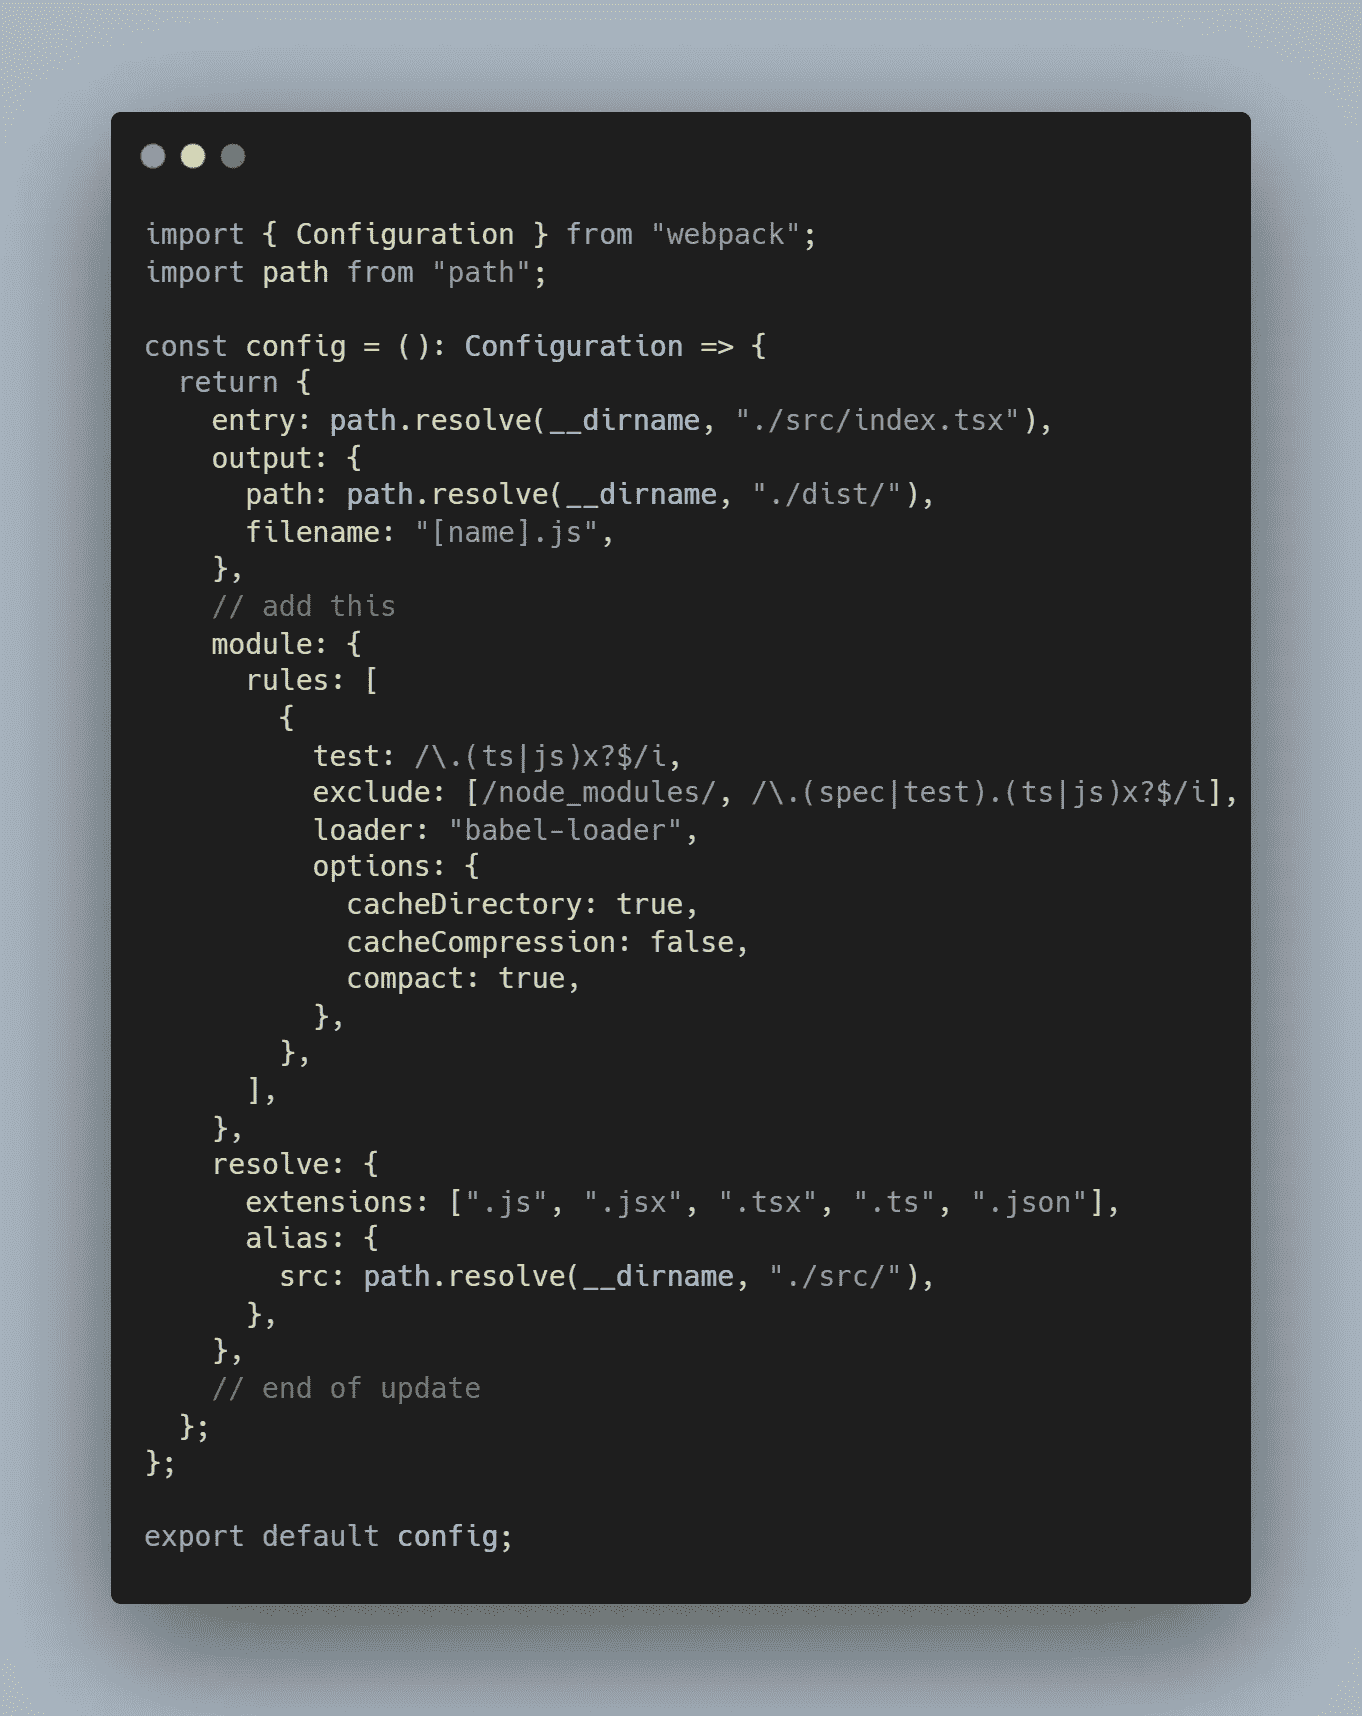 import { Configuration } from "webpack";
import path from "path";

const config = (): Configuration => {
  return {
    entry: path.resolve(__dirname, "./src/index.tsx"),
    output: {
      path: path.resolve(__dirname, "./dist/"),
      filename: "[name].js",
    },
    // add this
    module: {
      rules: [
        {
          test: /\.(ts|js)x?$/i,
          exclude: [/node_modules/, /\.(spec|test).(ts|js)x?$/i],
          loader: "babel-loader",
          options: {
            cacheDirectory: true,
            cacheCompression: false,
            compact: true,
          },
        },
      ],
    },
    resolve: {
      extensions: [".js", ".jsx", ".tsx", ".ts", ".json"],
      alias: {
        src: path.resolve(__dirname, "./src/"),
      },
    },
    // end of update
  };
};

export default config;